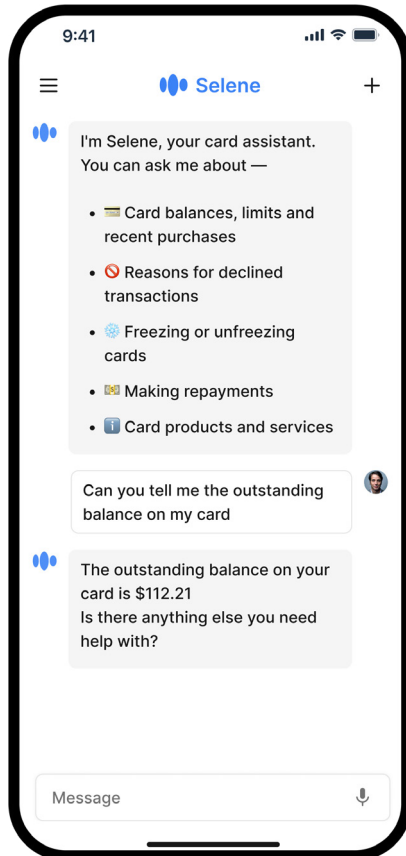 9:41
Selene
I'm Selene, your card assistant.
You can ask me about —
• 💳 Card balances, limits and
recent purchases
• 🚫 Reasons for declined
transactions
• ❄️ Freezing or unfreezing
cards
• 💵 Making repayments
• ℹ️ Card products and services
Can you tell me the outstanding
balance on my card
The outstanding balance on your
card is $112.21
Is there anything else you need
help with?
Message